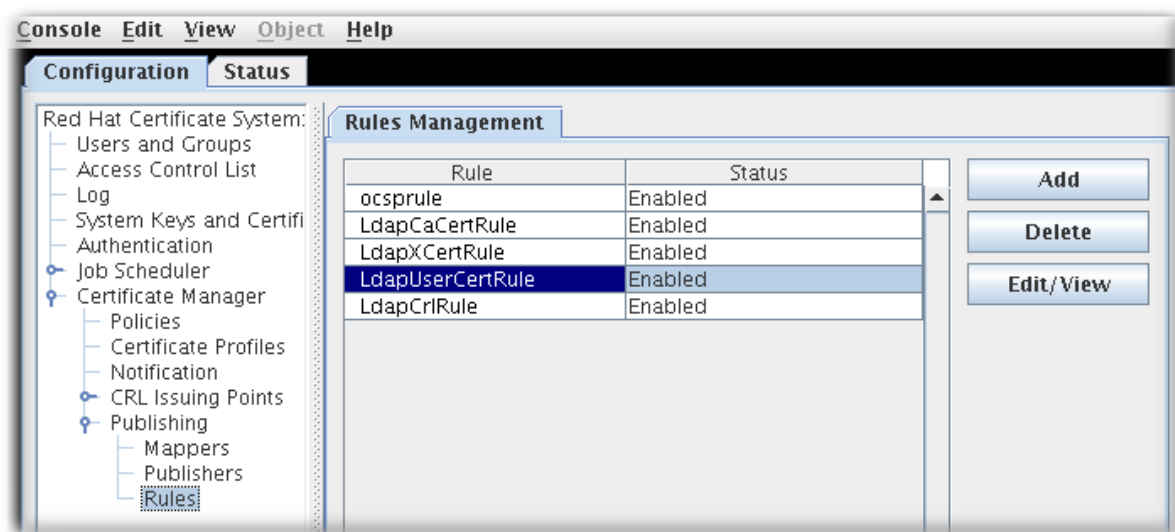 Console Edit View Object Help
Configuration Status
Red Hat Certificate System:
Users and Groups
Access Control List
Log
System Keys and Certifi
Authentication
Job Scheduler
Certificate Manager
Policies
Certificate Profiles
Notification
CRL Issuing Points
Publishing
Mappers
Publishers
Rules
Rules Management
Rule Status
ocsprule Enabled
LdapCaCertRule Enabled
LdapXCertRule Enabled
LdapUserCertRule Enabled
LdapCrlRule Enabled
Add
Delete
Edit/View